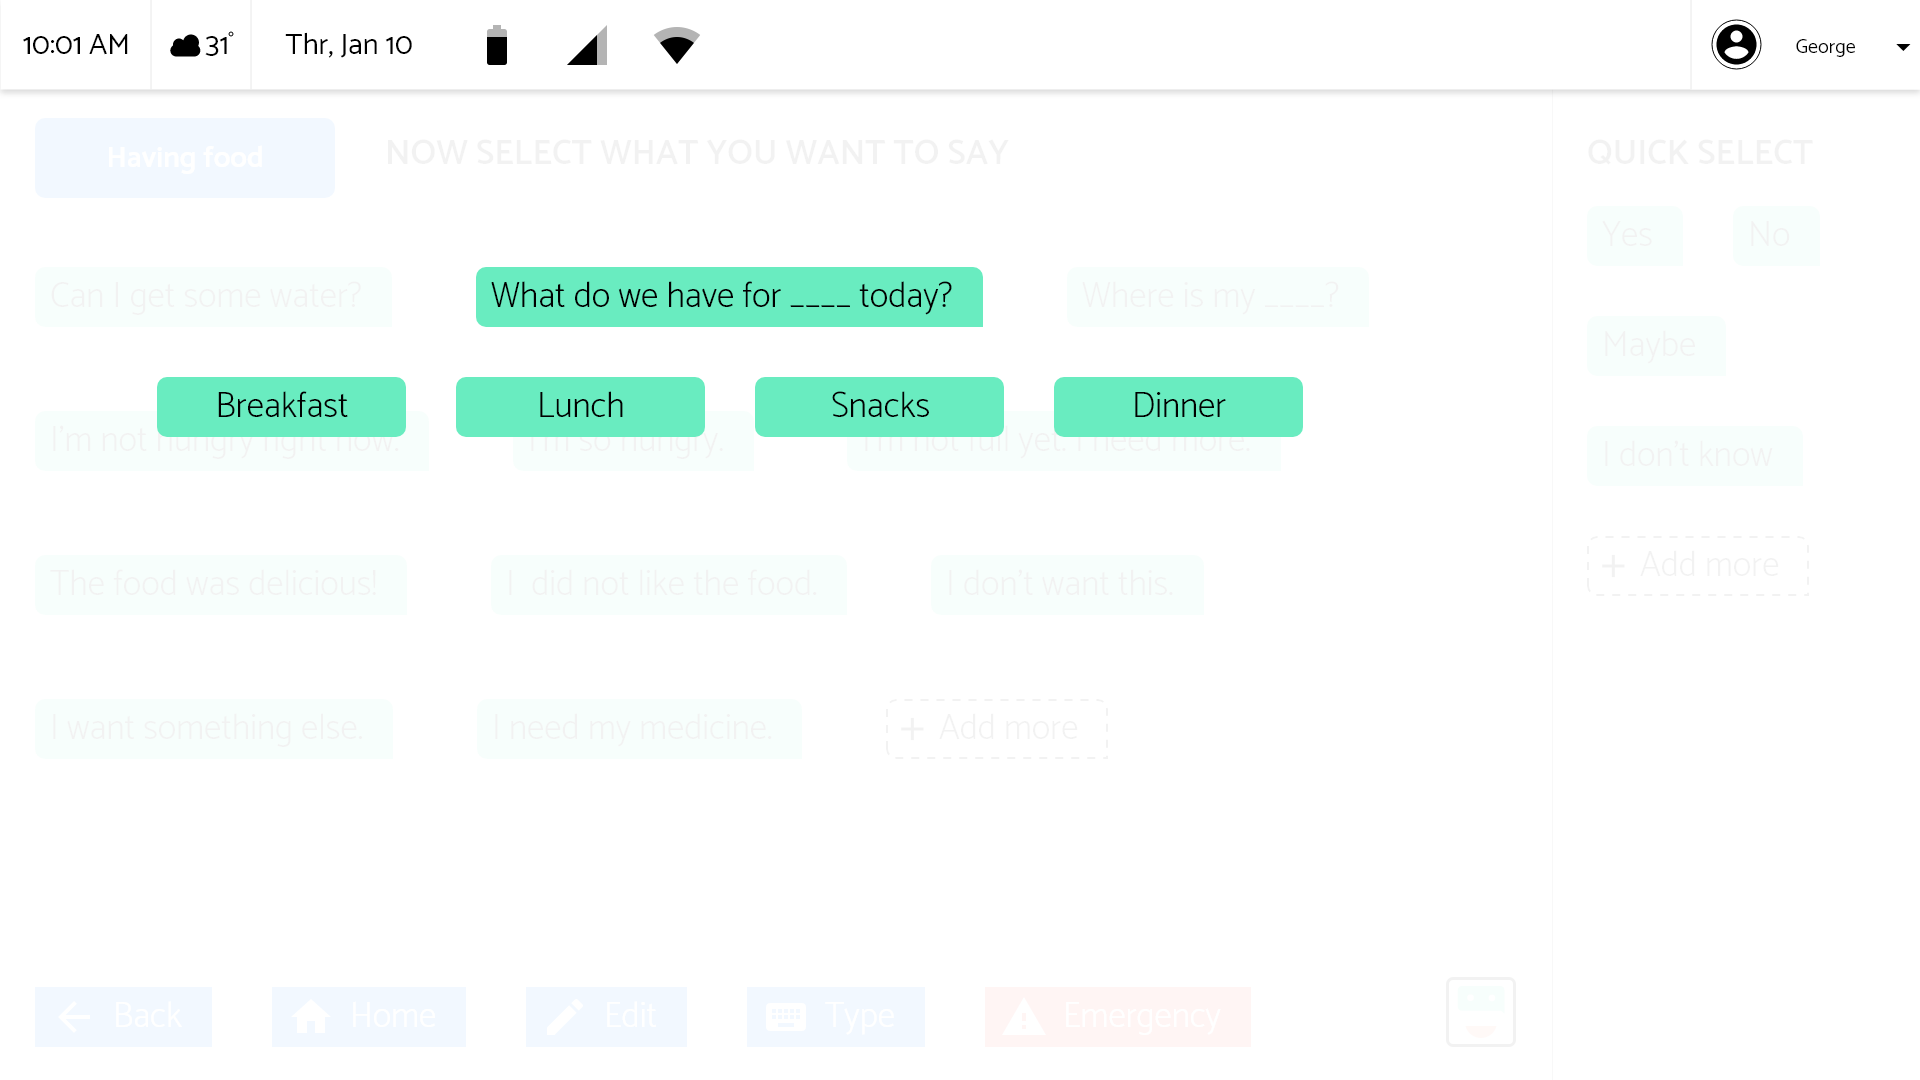 10:01 AM 31° Thr, Jan 10 George
Having food NOW SELECT WHAT YOU WANT TO SAY QUICK SELECT
Yes No
Can I get some water? What do we have for ____ today? Where is my ____?
Maybe
Breakfast Lunch Snacks Dinner
I'm not hungry right now. I'm so hungry. I'm not full yet. I need more.
I don't know
+ Add more
The food was delicious! I did not like the food. I don't want this.
I want something else. I need my medicine. + Add more
Back Home Edit Type Emergency